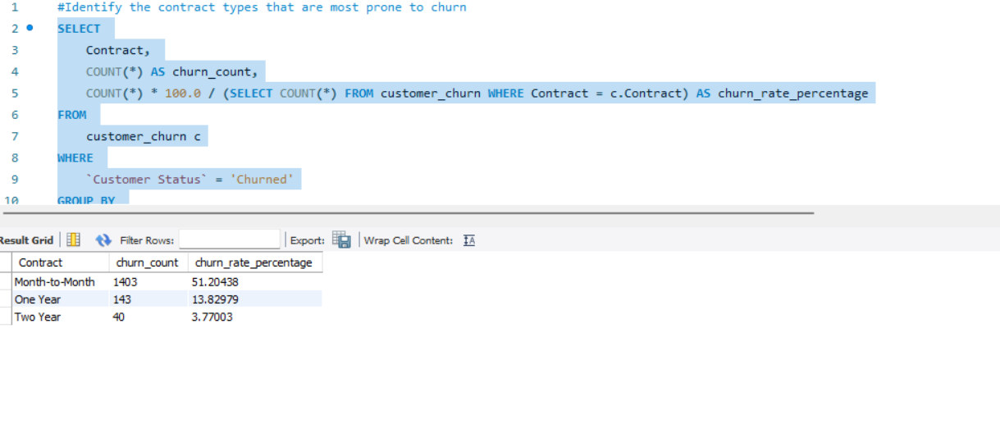 1 #Identify the contract types that are most prone to churn
2 SELECT
3 Contract,
4 COUNT(*) AS churn_count,
5 COUNT(*) * 100.0 / (SELECT COUNT(*) FROM customer_churn WHERE Contract = c.Contract) AS churn_rate_percentage
6 FROM
7 customer_churn c
8 WHERE
9 `Customer Status` = 'Churned'
10 GROUP BY
Result Grid Filter Rows: Export: Wrap Cell Content: IA
Contract churn_count churn_rate_percentage
Month-to-Month 1403 51.20438
One Year 143 13.82979
Two Year 40 3.77003